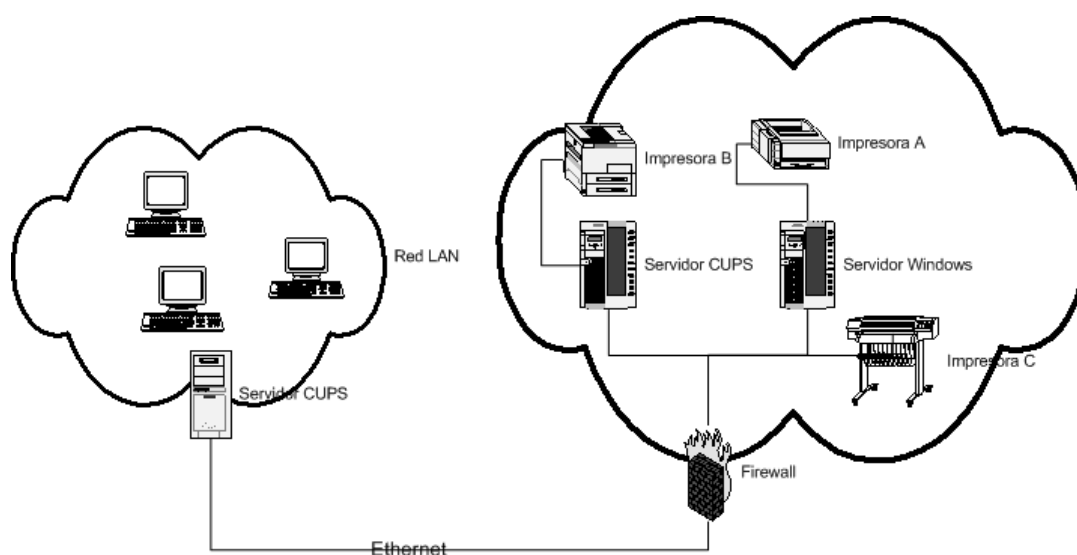 Impresora B
Impresora A
Red LAN
Servidor CUPS
Servidor Windows
Impresora C
Servidor CUPS
Firewall
Ethernet